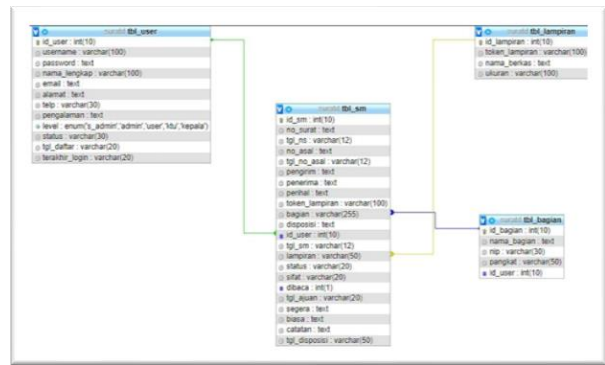 tbl_user
id_user : int(10)
username : varchar(100)
password : text
nama_lengkap : varchar(100)
email : text
alamat : text
telp : varchar(30)
pengalaman : text
level : enum('s_admin','admin','user','ktu','kepala')
status : varchar(30)
tgl_daftar : varchar(20)
terakhir_login : varchar(20)
tbl_lampiran
id_lampiran : int(10)
token_lampiran : varchar(100)
nama_berkas : text
ukuran : varchar(100)
tbl_sm
id_sm : int(10)
no_surat : text
tgl_ns : varchar(12)
no_asal : text
tgl_no_asal : varchar(12)
pengirim : text
penerima : text
perihal : text
token_lampiran : varchar(100)
bagian : varchar(255)
disposisi : text
id_user : int(10)
tgl_sm : varchar(12)
lampiran : varchar(50)
status : varchar(20)
sifat : varchar(20)
dibaca : int(1)
tgl_ajuan : varchar(20)
segera : text
biasa : text
catatan : text
tgl_disposisi : varchar(50)
tbl_bagian
id_bagian : int(10)
nama_bagian : text
nip : varchar(30)
pangkat : varchar(50)
id_user : int(10)